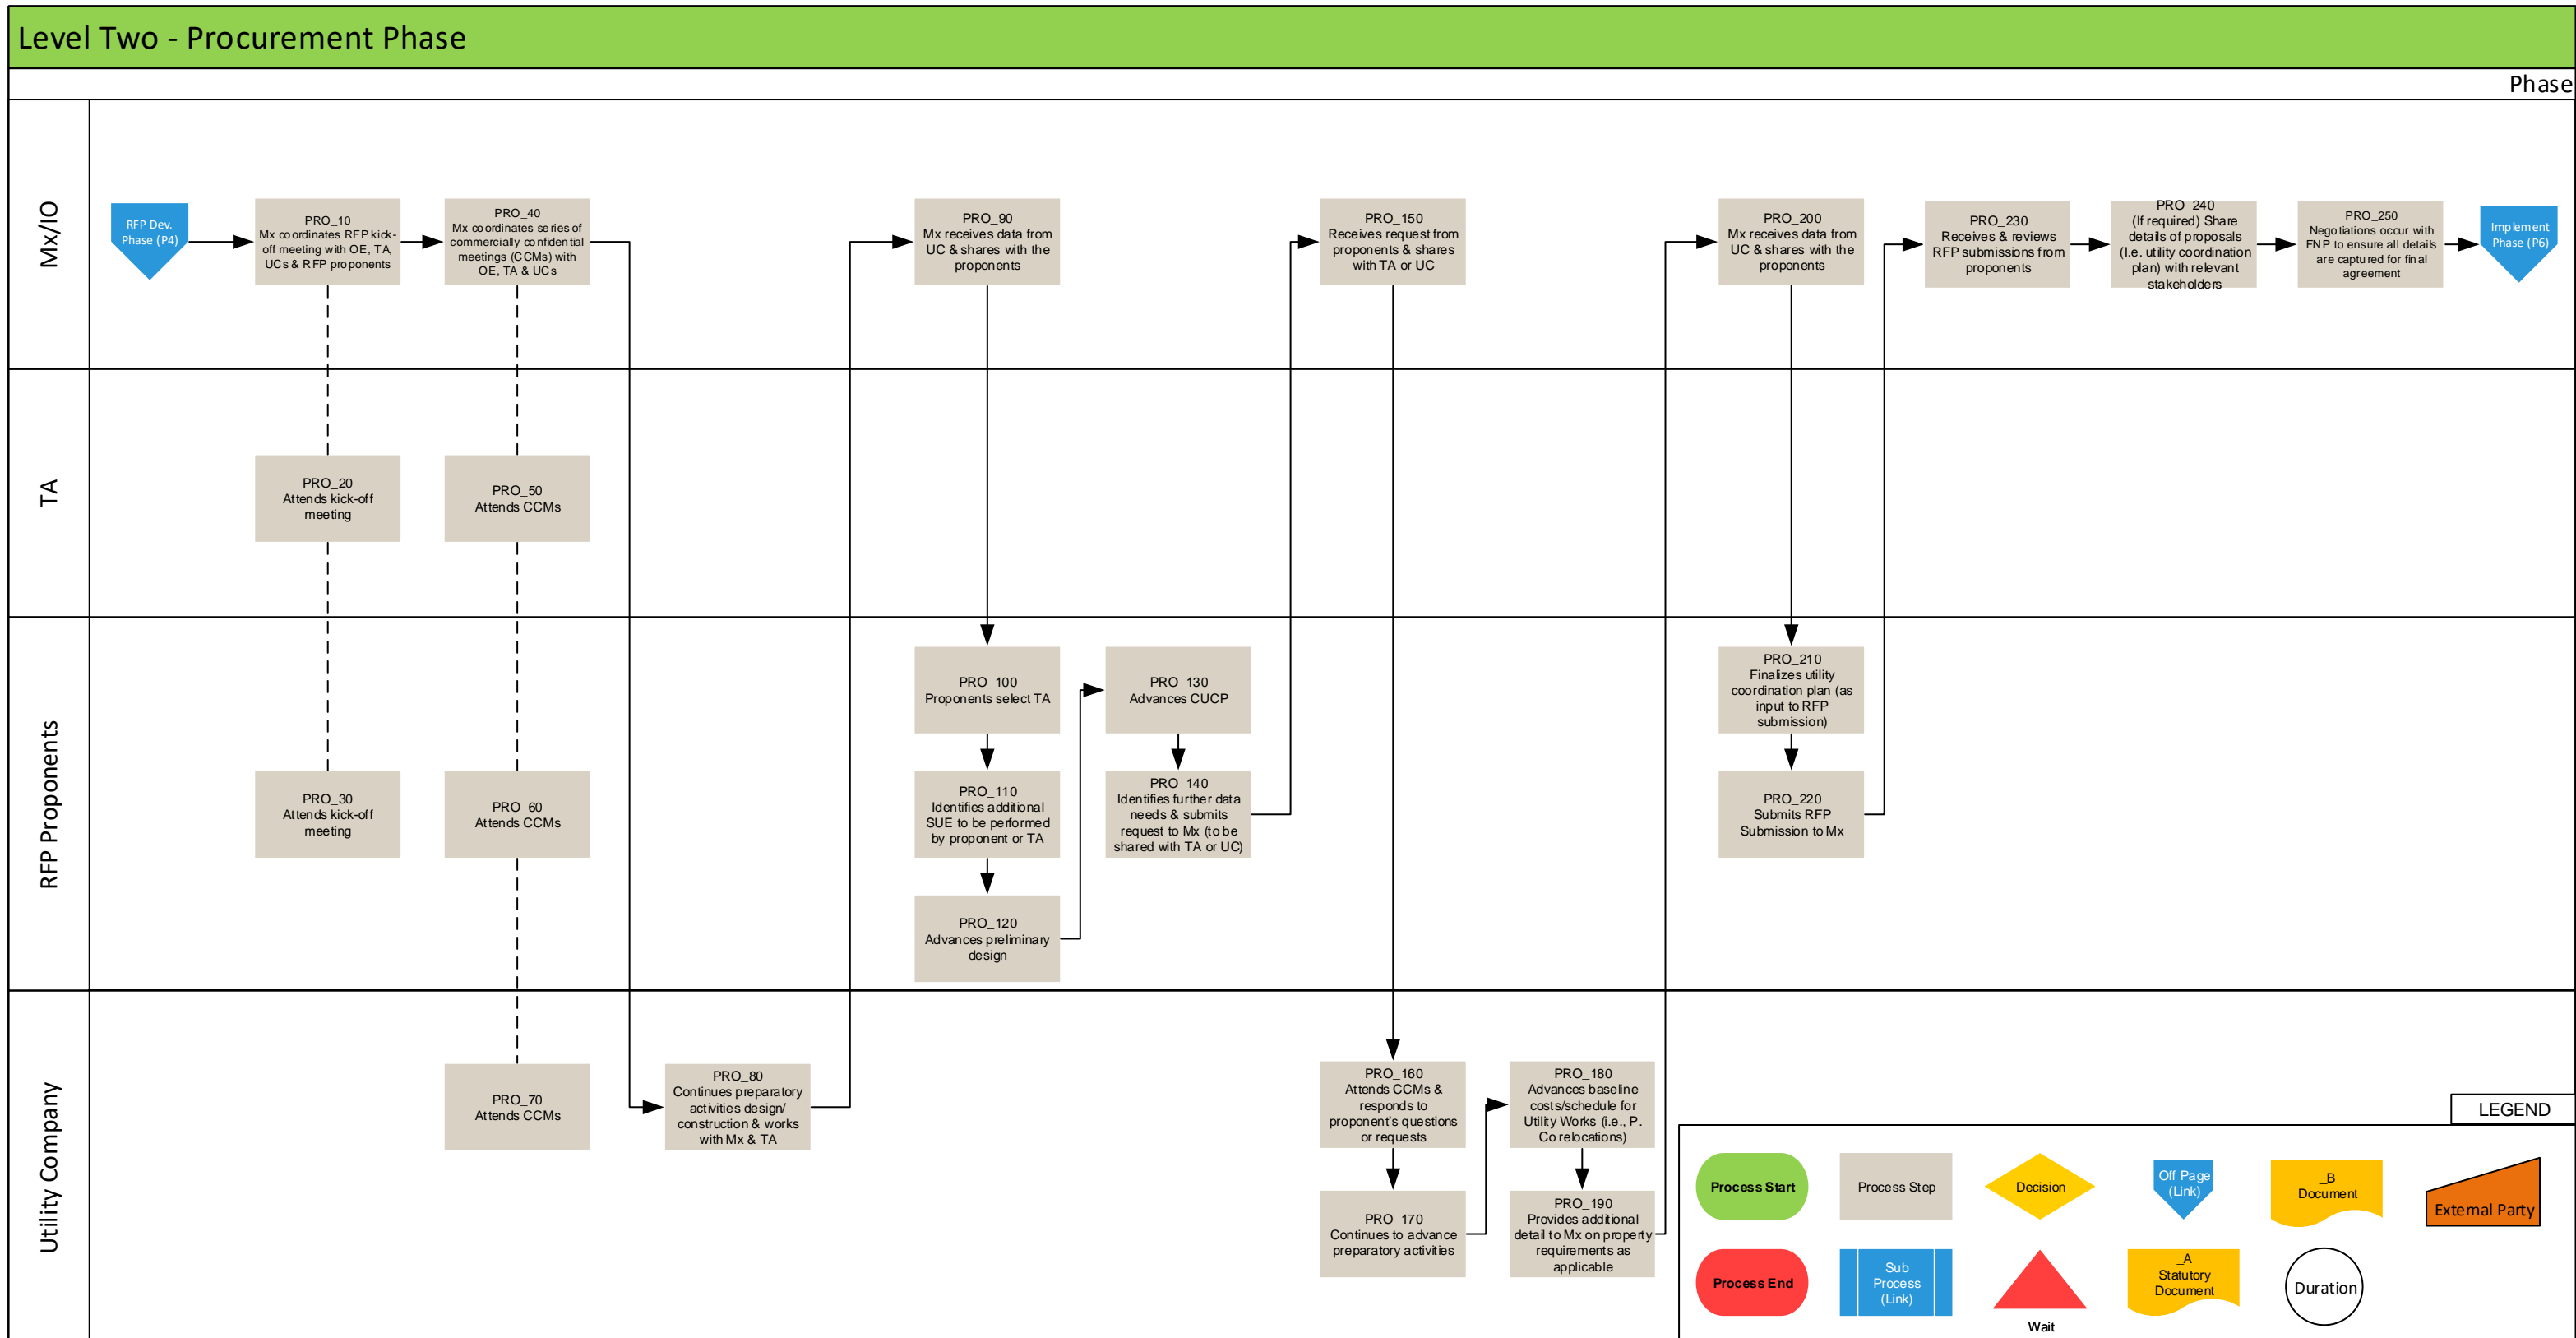 Level Two - Procurement Phase
Phase
Mx/IO
RFP Dev.
Phase (P4)
PRO_10
Mx coordinates RFP kick-
off meeting with OE, TA,
UCs & RFP proponents
PRO_40
Mx coordinates series of
commercially confidential
meetings (CCMs) with
OE, TA & UCs
PRO_90
Mx receives data from
UC & shares with the
proponents
PRO_150
Receives request from
proponents & shares
with TA or UC
PRO_200
Mx receives data from
UC & shares with the
proponents
PRO_230
Receives & reviews
RFP submissions from
proponents
PRO_240
(If required) Share
details of proposals
(I.e. utility coordination
plan) with relevant
stakeholders
PRO_250
Negotiations occur with
FNP to ensure all details
are captured for final
agreement
Implement
Phase (P6)
TA
PRO_20
Attends kick-off
meeting
PRO_50
Attends CCMs
RFP Proponents
PRO_30
Attends kick-off
meeting
PRO_60
Attends CCMs
PRO_100
Proponents select TA
PRO_110
Identifies additional
SUE to be performed
by proponent or TA
PRO_120
Advances preliminary
design
PRO_130
Advances CUCP
PRO_140
Identifies further data
needs & submits
request to Mx (to be
shared with TA or UC)
PRO_210
Finalizes utility
coordination plan (as
input to RFP
submission)
PRO_220
Submits RFP
Submission to Mx
Utility Company
PRO_70
Attends CCMs
PRO_80
Continues preparatory
activities design/
construction & works
with Mx & TA
PRO_160
Attends CCMs &
responds to
proponent's questions
or requests
PRO_170
Continues to advance
preparatory activities
PRO_180
Advances baseline
costs/schedule for
Utility Works (i.e., P.
Co relocations)
PRO_190
Provides additional
detail to Mx on property
requirements as
applicable
LEGEND
Process Start
Process Step
Decision
Off Page
(Link)
_B
Document
External Party
Process End
Sub
Process
(Link)
Wait
_A
Statutory
Document
Duration